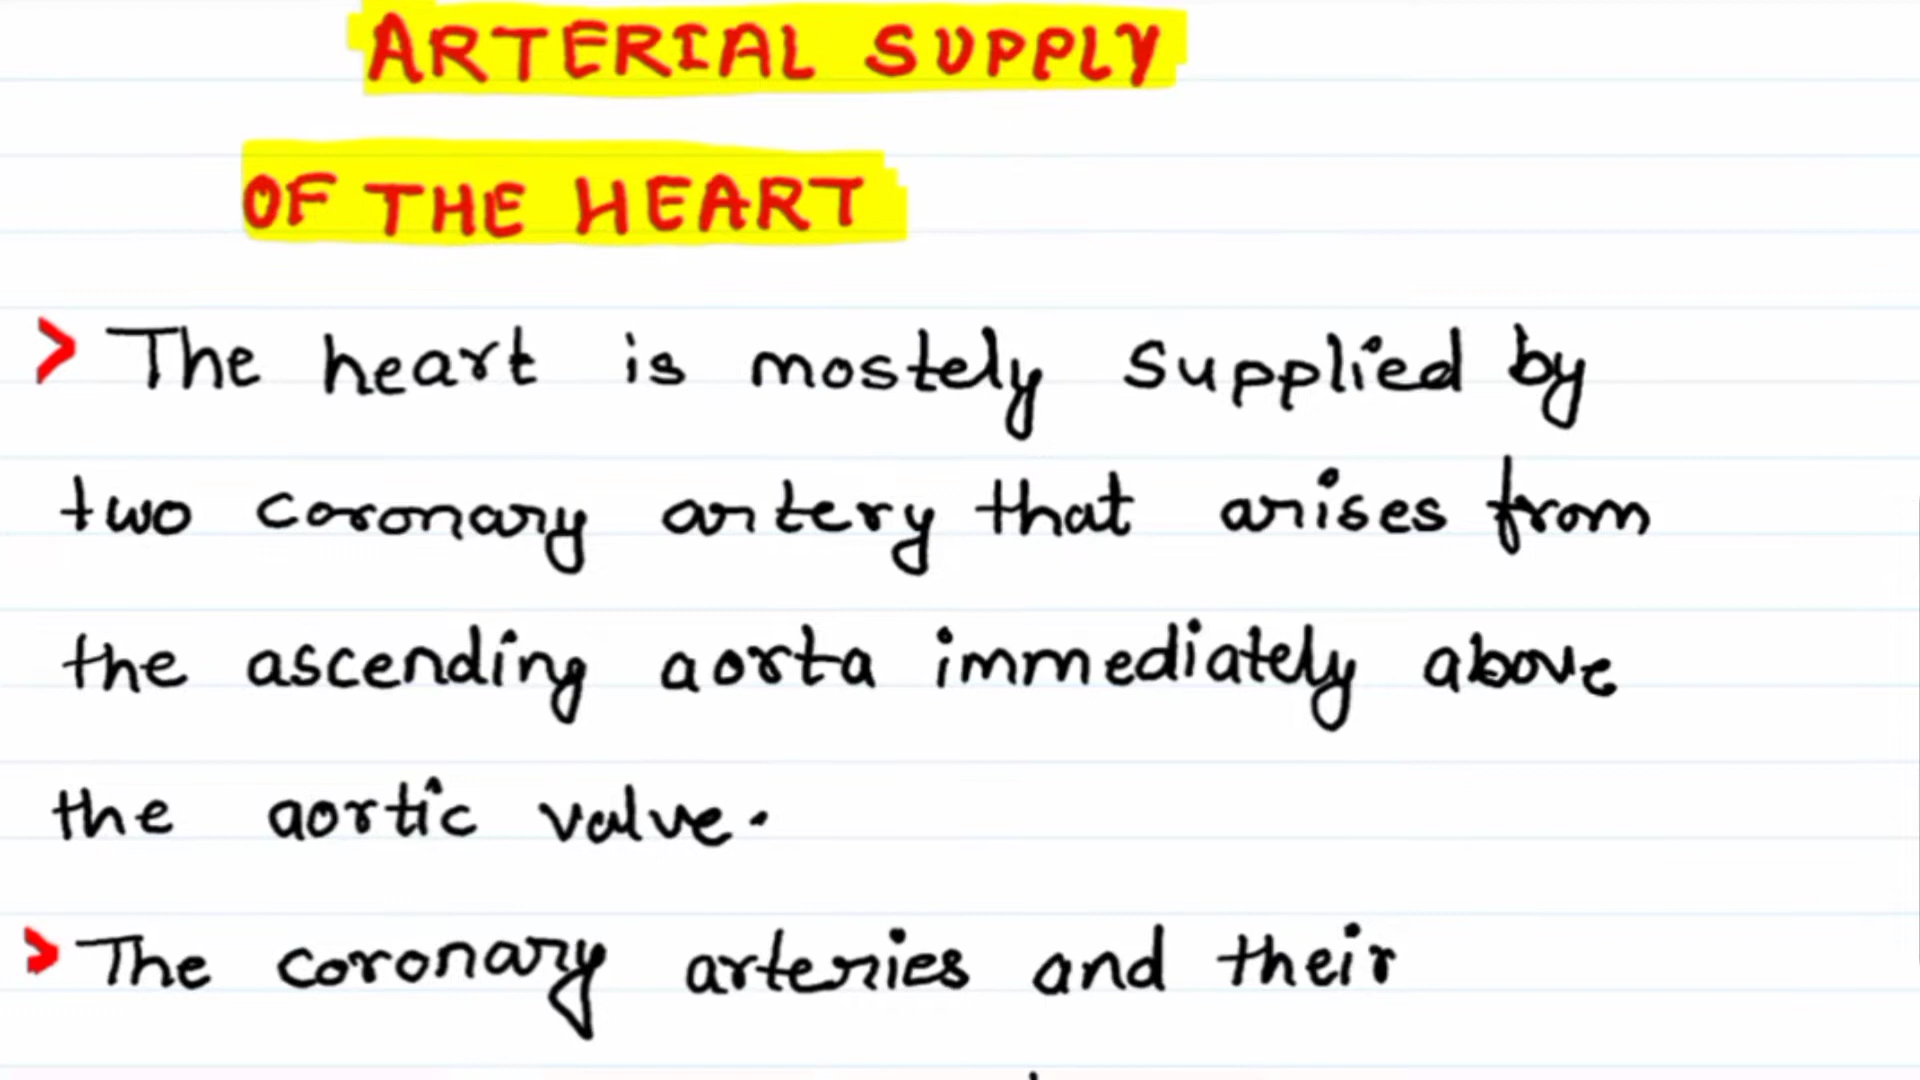 ARTERIAL SUPPLY
OF THE HEART
> The heart is mostely supplied by
two coronary artery that arises from
the ascending aorta immediately above
the aortic valve.
> The coronary arteries and their